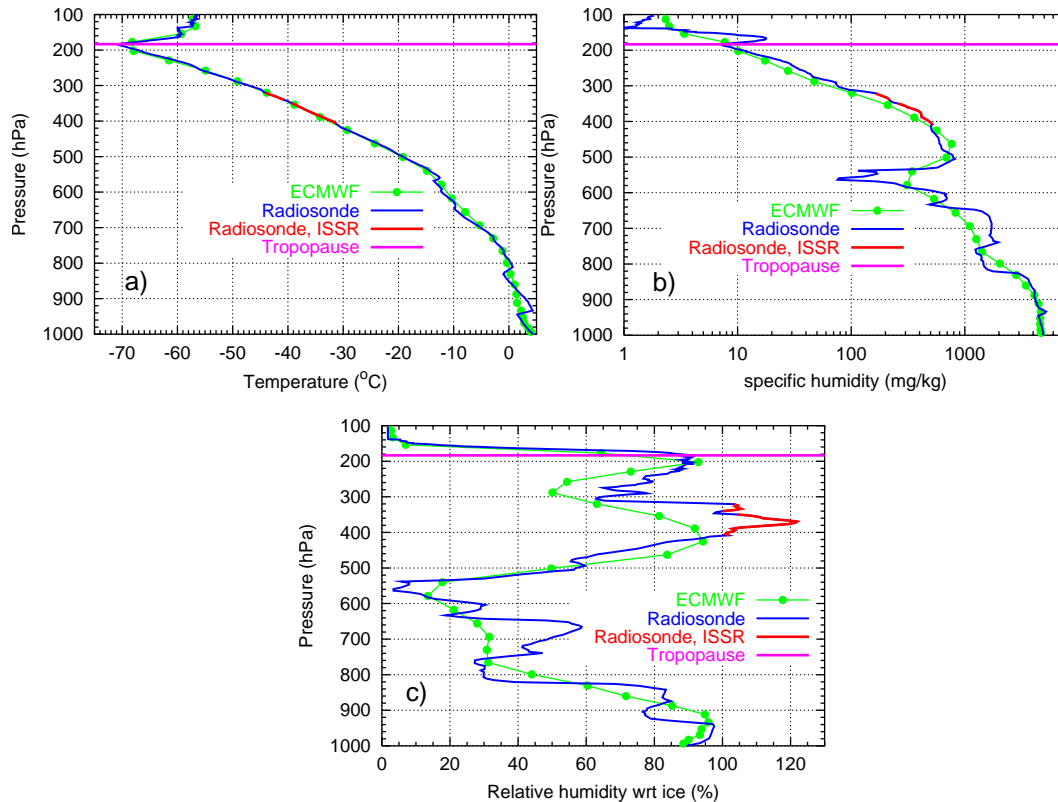 100
200
300
400
500
600
700
800
900
1000
Pressure (hPa)
-70 -60 -50 -40 -30 -20 -10 0
Temperature (°C)
ECMWF
Radiosonde
Radiosonde, ISSR
Tropopause
a)
100
200
300
400
500
600
700
800
900
1000
Pressure (hPa)
1 10 100 1000
specific humidity (mg/kg)
ECMWF
Radiosonde
Radiosonde, ISSR
Tropopause
b)
100
200
300
400
500
600
700
800
900
1000
Pressure (hPa)
0 20 40 60 80 100 120
Relative humidity wrt ice (%)
ECMWF
Radiosonde
Radiosonde, ISSR
Tropopause
c)